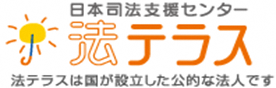 日本司法支援センター
法テラス
法テラスは国が設立した公的な法人です